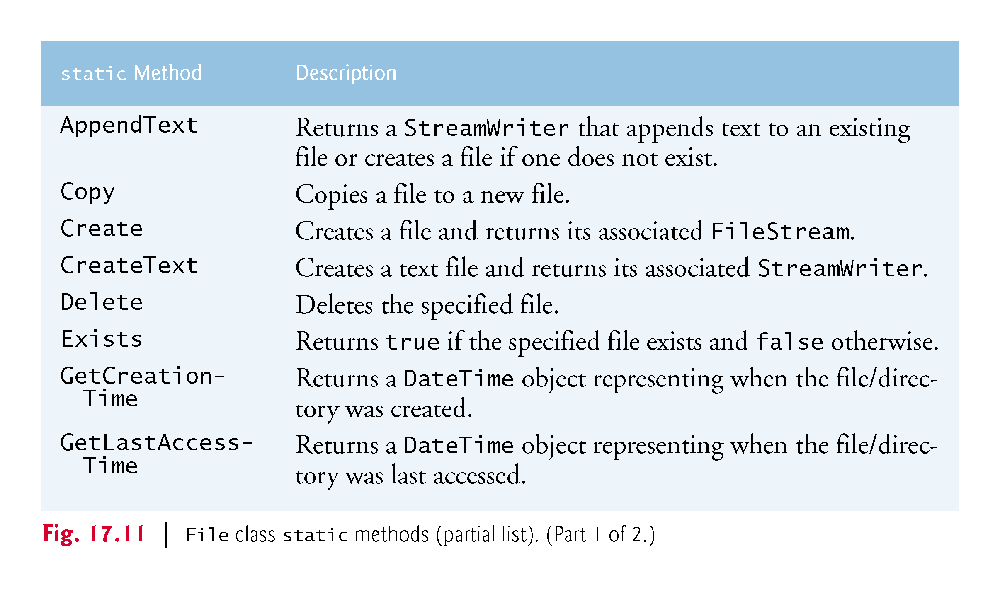 static Method Description
AppendText Returns a StreamWriter that appends text to an existing
file or creates a file if one does not exist.
Copy Copies a file to a new file.
Create Creates a file and returns its associated FileStream.
CreateText Creates a text file and returns its associated StreamWriter.
Delete Deletes the specified file.
Exists Returns true if the specified file exists and false otherwise.
GetCreation- Returns a DateTime object representing when the file/direc-
Time tory was created.
GetLastAccess- Returns a DateTime object representing when the file/direc-
Time tory was last accessed.
Fig. 17.11 | File class static methods (partial list). (Part 1 of 2.)